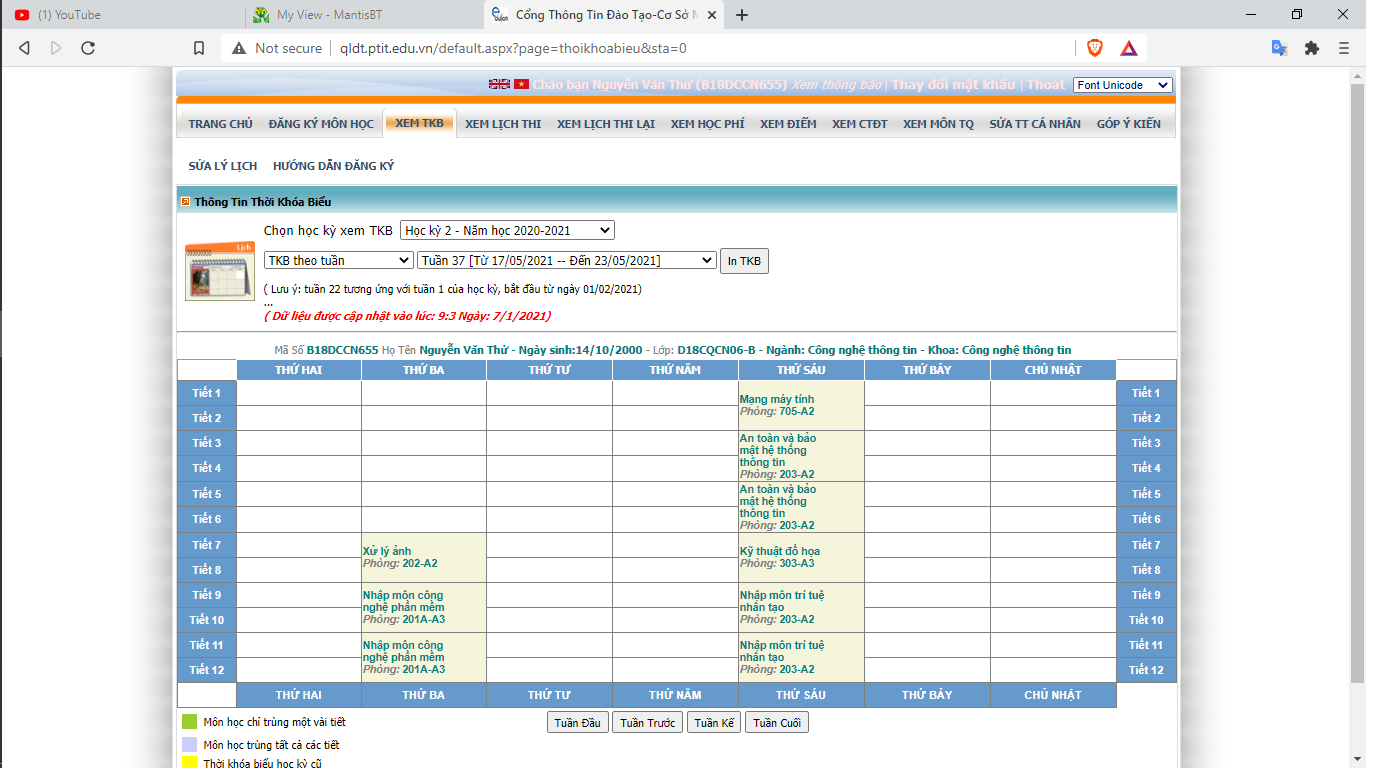 (1) YouTube
My View - MantisBT
Cổng Thông Tin Đào Tạo-Cơ Sở
Not secure
qldt.ptit.edu.vn/default.aspx?page=thoikhoabieu&sta=0
Chào bạn Nguyễn Văn Thứ (B18DCCN655) Xem thông báo | Thay đổi mật khẩu | Thoát
Font Unicode
TRANG CHỦ ĐĂNG KÝ MÔN HỌC XEM TKB XEM LỊCH THI XEM LỊCH THI LẠI XEM HỌC PHÍ XEM ĐIỂM XEM CTĐT XEM MÔN TQ SỬA TT CÁ NHÂN GÓP Ý KIẾN
SỬA LÝ LỊCH HƯỚNG DẪN ĐĂNG KÝ
Thông Tin Thời Khóa Biểu
Lịch
Chọn học kỳ xem TKB Học kỳ 2 - Năm học 2020-2021
TKB theo tuần Tuần 37 [Từ 17/05/2021 -- Đến 23/05/2021] In TKB
( Lưu ý: tuần 22 tương ứng với tuần 1 của học kỳ, bắt đầu từ ngày 01/02/2021)
...
( Dữ liệu được cập nhật vào lúc: 9:3 Ngày: 7/1/2021)
Mã Số B18DCCN655 Họ Tên Nguyễn Văn Thứ - Ngày sinh:14/10/2000 - Lớp: D18CQCN06-B - Ngành: Công nghệ thông tin - Khoa: Công nghệ thông tin
THỨ HAI THỨ BA THỨ TƯ THỨ NĂM THỨ SÁU THỨ BẢY CHỦ NHẬT
Tiết 1 Tiết 1
Mạng máy tính
Phòng: 705-A2
Tiết 2 Tiết 2
Tiết 3 Tiết 3
An toàn và bảo
mật hệ thống
thông tin
Phòng: 203-A2
Tiết 4 Tiết 4
Tiết 5 Tiết 5
An toàn và bảo
mật hệ thống
thông tin
Phòng: 203-A2
Tiết 6 Tiết 6
Tiết 7 Tiết 7
Xử lý ảnh
Phòng: 202-A2
Kỹ thuật đồ họa
Phòng: 303-A3
Tiết 8 Tiết 8
Tiết 9 Tiết 9
Nhập môn công
nghệ phần mềm
Phòng: 201A-A3
Nhập môn trí tuệ
nhân tạo
Phòng: 203-A2
Tiết 10 Tiết 10
Tiết 11 Tiết 11
Nhập môn công
nghệ phần mềm
Phòng: 201A-A3
Nhập môn trí tuệ
nhân tạo
Phòng: 203-A2
Tiết 12 Tiết 12
THỨ HAI THỨ BA THỨ TƯ THỨ NĂM THỨ SÁU THỨ BẢY CHỦ NHẬT
Môn học chỉ trùng một vài tiết
Tuần Đầu Tuần Trước Tuần Kế Tuần Cuối
Môn học trùng tất cả các tiết
Thời khóa biểu học kỳ cũ